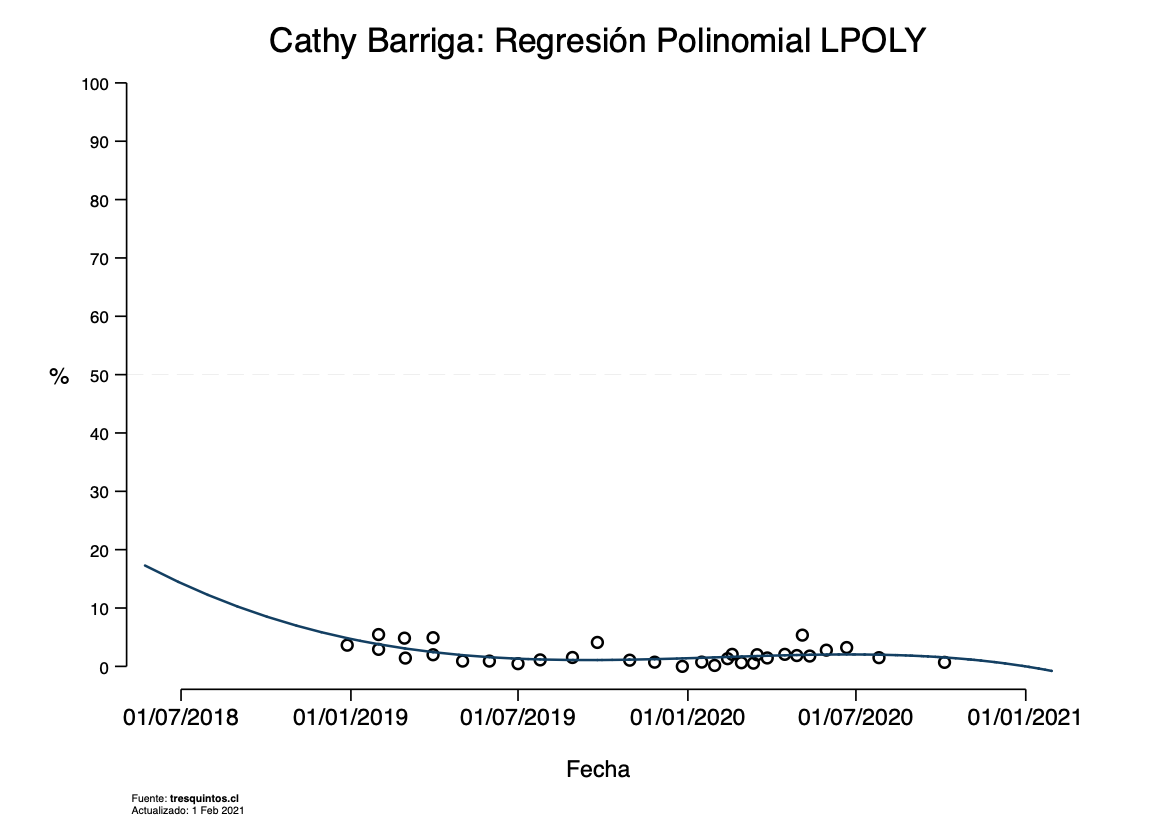 Cathy Barriga: Regresión Polinomial LPOLY
100
90
80
70
60
% 50
40
30
20
10
0
01/07/2018 01/01/2019 01/07/2019 01/01/2020 01/07/2020 01/01/2021
Fecha
Fuente: tresquintos.cl
Actualizado: 1 Feb 2021